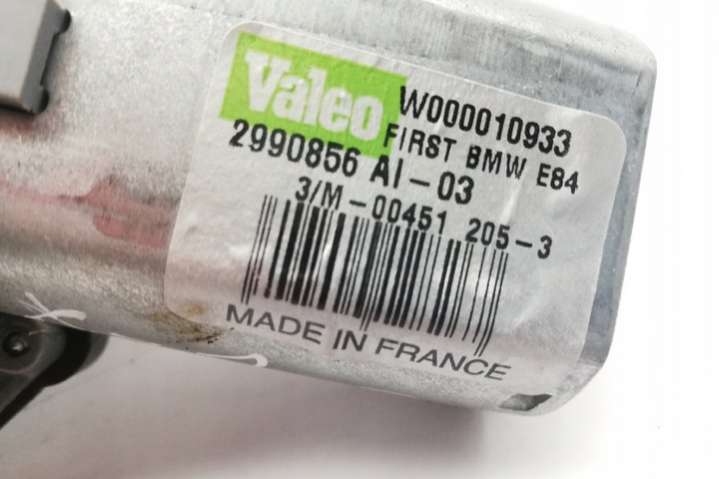 Valeo W000010933
FIRST BMW E84
2990856 AI-03
3/M-00451 205-3
MADE IN FRANCE